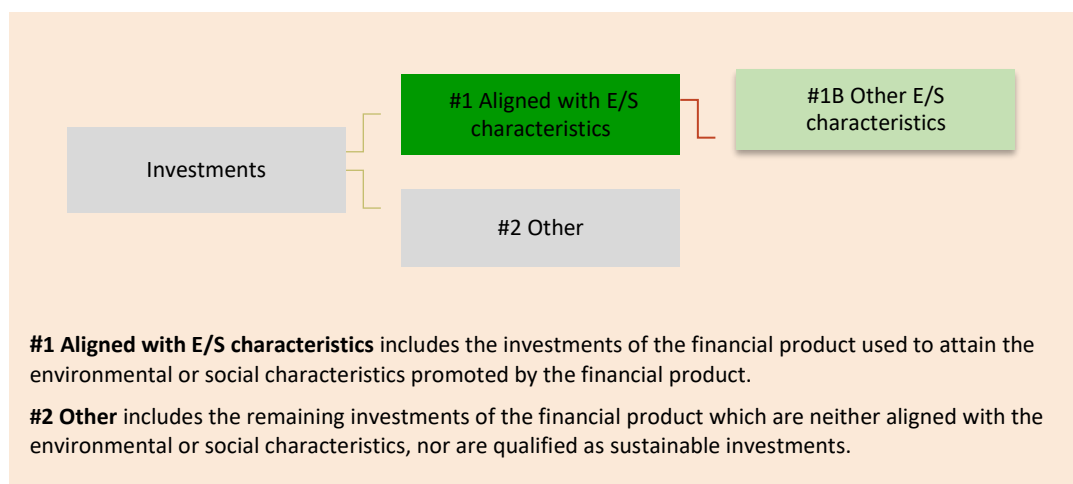 #1 Aligned with E/S
characteristics
#1B Other E/S
characteristics
Investments
#2 Other
#1 Aligned with E/S characteristics includes the investments of the financial product used to attain the
environmental or social characteristics promoted by the financial product.
#2 Other includes the remaining investments of the financial product which are neither aligned with the
environmental or social characteristics, nor are qualified as sustainable investments.